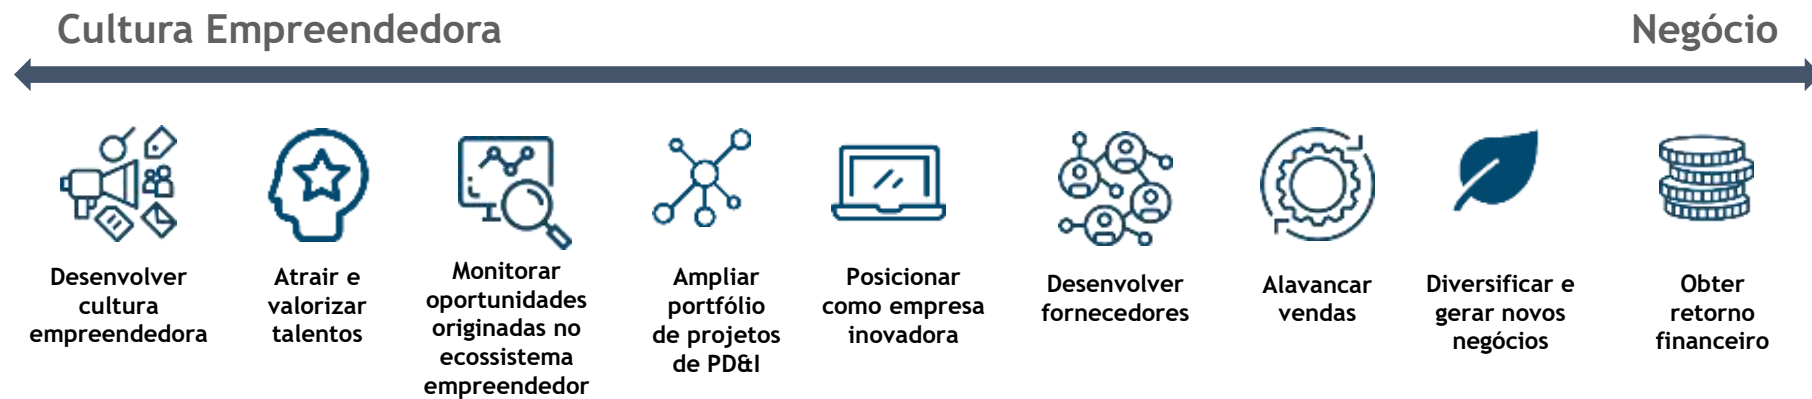 Cultura Empreendedora
Negócio
Desenvolver
cultura
empreendedora
Atrair e
valorizar
talentos
Monitorar
oportunidades
originadas no
ecossistema
empreendedor
Ampliar
portfólio
de projetos
de PD&I
Posicionar
como empresa
inovadora
Desenvolver
fornecedores
Alavancar
vendas
Diversificar e
gerar novos
negócios
Obter
retorno
financeiro